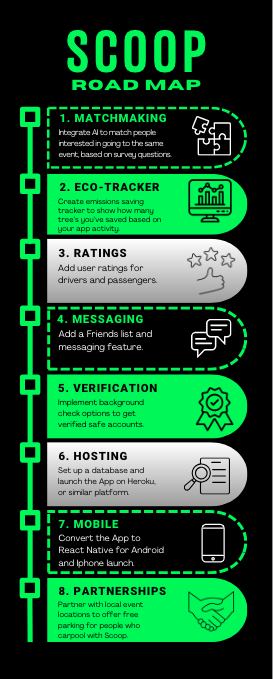 SCOOP
ROAD MAP
1. MATCHMAKING
Integrate AI to match people
interested in going to the same
event, based on survey questions.
2. ECO-TRACKER
Create emissions saving
tracker to show how many
tree's you've saved based on
your app activity.
3. RATINGS
Add user ratings for
drivers and passengers.
4. MESSAGING
Add a Friends list and
messaging feature.
5. VERIFICATION
Implement background
check options to get
verified safe accounts.
6. HOSTING
Set up a database and
launch the App on Heroku,
or similar platform.
7. MOBILE
Convert the App to
React Native for Android
and Iphone launch.
8. PARTNERSHIPS
Partner with local event
locations to offer free
parking for people who
carpool with Scoop.